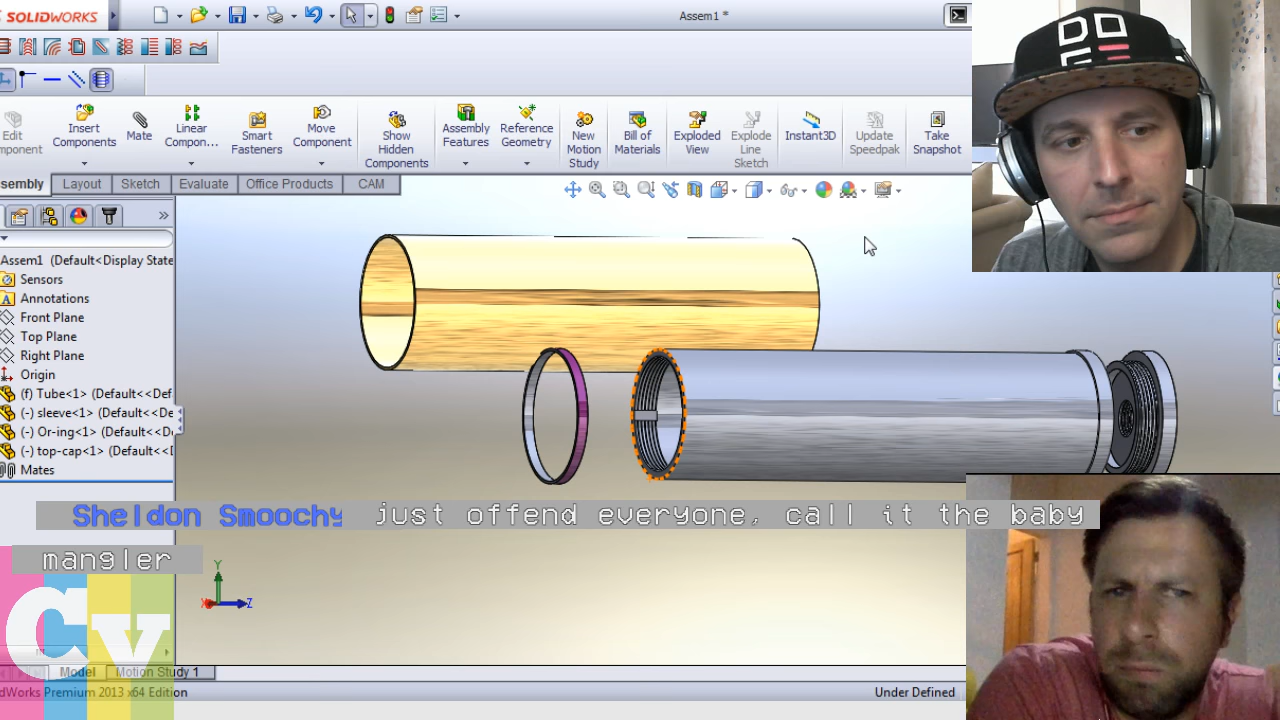 SOLIDWORKS
Assem1 *
Edit
Component
Insert
Components
Mate
Linear
Compon...
Smart
Fasteners
Move
Component
Show
Hidden
Components
Assembly
Features
Reference
Geometry
New
Motion
Study
Bill of
Materials
Exploded
View
Explode
Line
Sketch
Instant3D
Update
Speedpak
Take
Snapshot
sembly
Layout
Sketch
Evaluate
Office Products
CAM
Assem1 (Default<Display State
Sensors
Annotations
Front Plane
Top Plane
Right Plane
Origin
(f) Tube<1> (Default<<Def
(-) sleeve<1> (Default<<De
(-) Or-ing<1> (Default<<D
(-) top-cap<1> (Default<<D
Mates
DO
FE
Sheldon Smoochy just offend everyone, call it the baby
mangler
Cv
Y
X
Z
Model
Motion Study 1
dWorks Premium 2013 x64 Edition
Under Defined